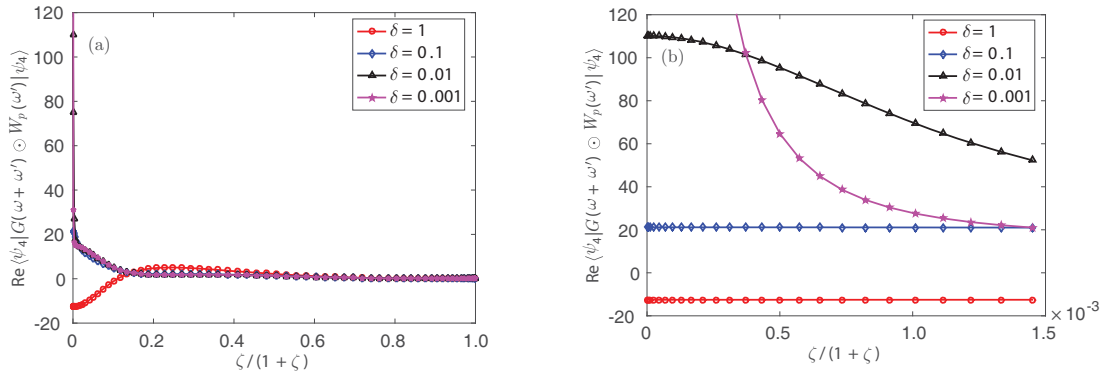 Re ⟨ψ₄|G(ω + ω′) ⊙ Wₚ(ω′)|ψ₄⟩
120
100
80
60
40
20
0
-20
(a)
δ = 1
δ = 0.1
δ = 0.01
δ = 0.001
0 0.2 0.4 0.6 0.8 1.0
ζ/(1 + ζ)
Re ⟨ψ₄|G(ω + ω′) ⊙ Wₚ(ω′)|ψ₄⟩
120
100
80
60
40
20
0
-20
(b)
δ = 1
δ = 0.1
δ = 0.01
δ = 0.001
0 0.5 1.0 1.5 × 10⁻³
ζ/(1 + ζ)